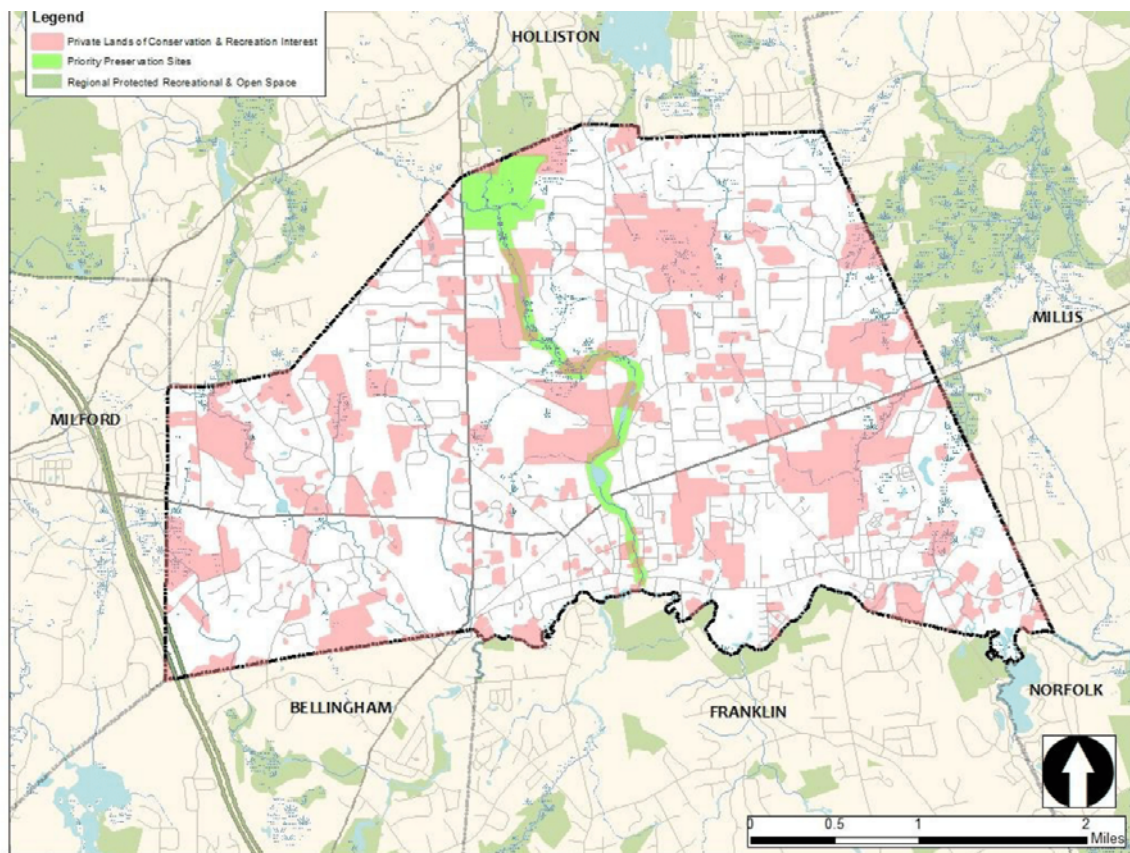 Legend
Private Lands of Conservation & Recreation Interest
Priority Preservation Sites
Regional Protected Recreational & Open Space
HOLLISTON
MILLIS
MILFORD
BELLINGHAM
FRANKLIN
NORFOLK
0 0.5 1 2
Miles